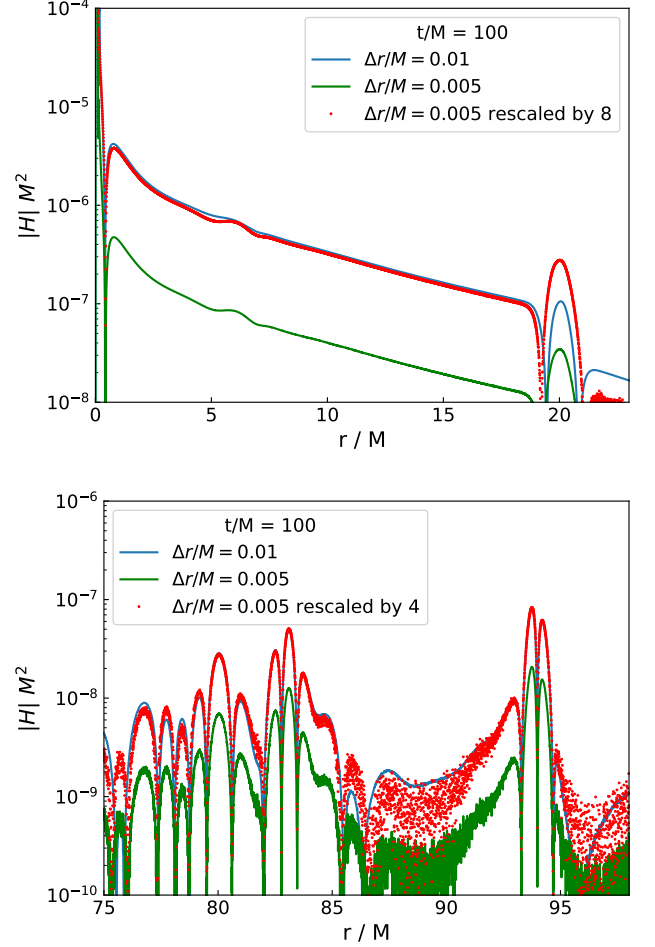 10⁻⁴
10⁻⁵
10⁻⁶
10⁻⁷
10⁻⁸
|H| M²
t/M = 100
Δr/M = 0.01
Δr/M = 0.005
Δr/M = 0.005 rescaled by 8
0 5 10 15 20
r / M
10⁻⁶
10⁻⁷
10⁻⁸
10⁻⁹
10⁻¹⁰
|H| M²
t/M = 100
Δr/M = 0.01
Δr/M = 0.005
Δr/M = 0.005 rescaled by 4
75 80 85 90 95
r / M